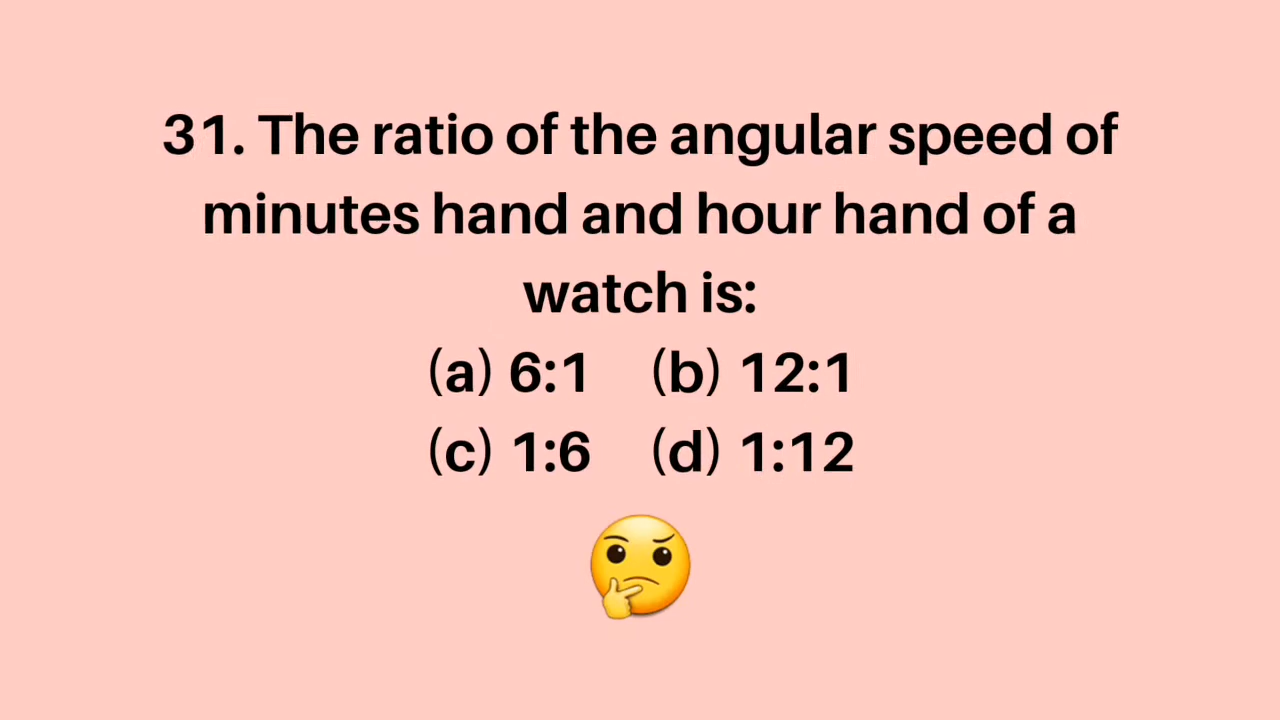 31. The ratio of the angular speed of
minutes hand and hour hand of a
watch is:
(a) 6:1 (b) 12:1
(c) 1:6 (d) 1:12